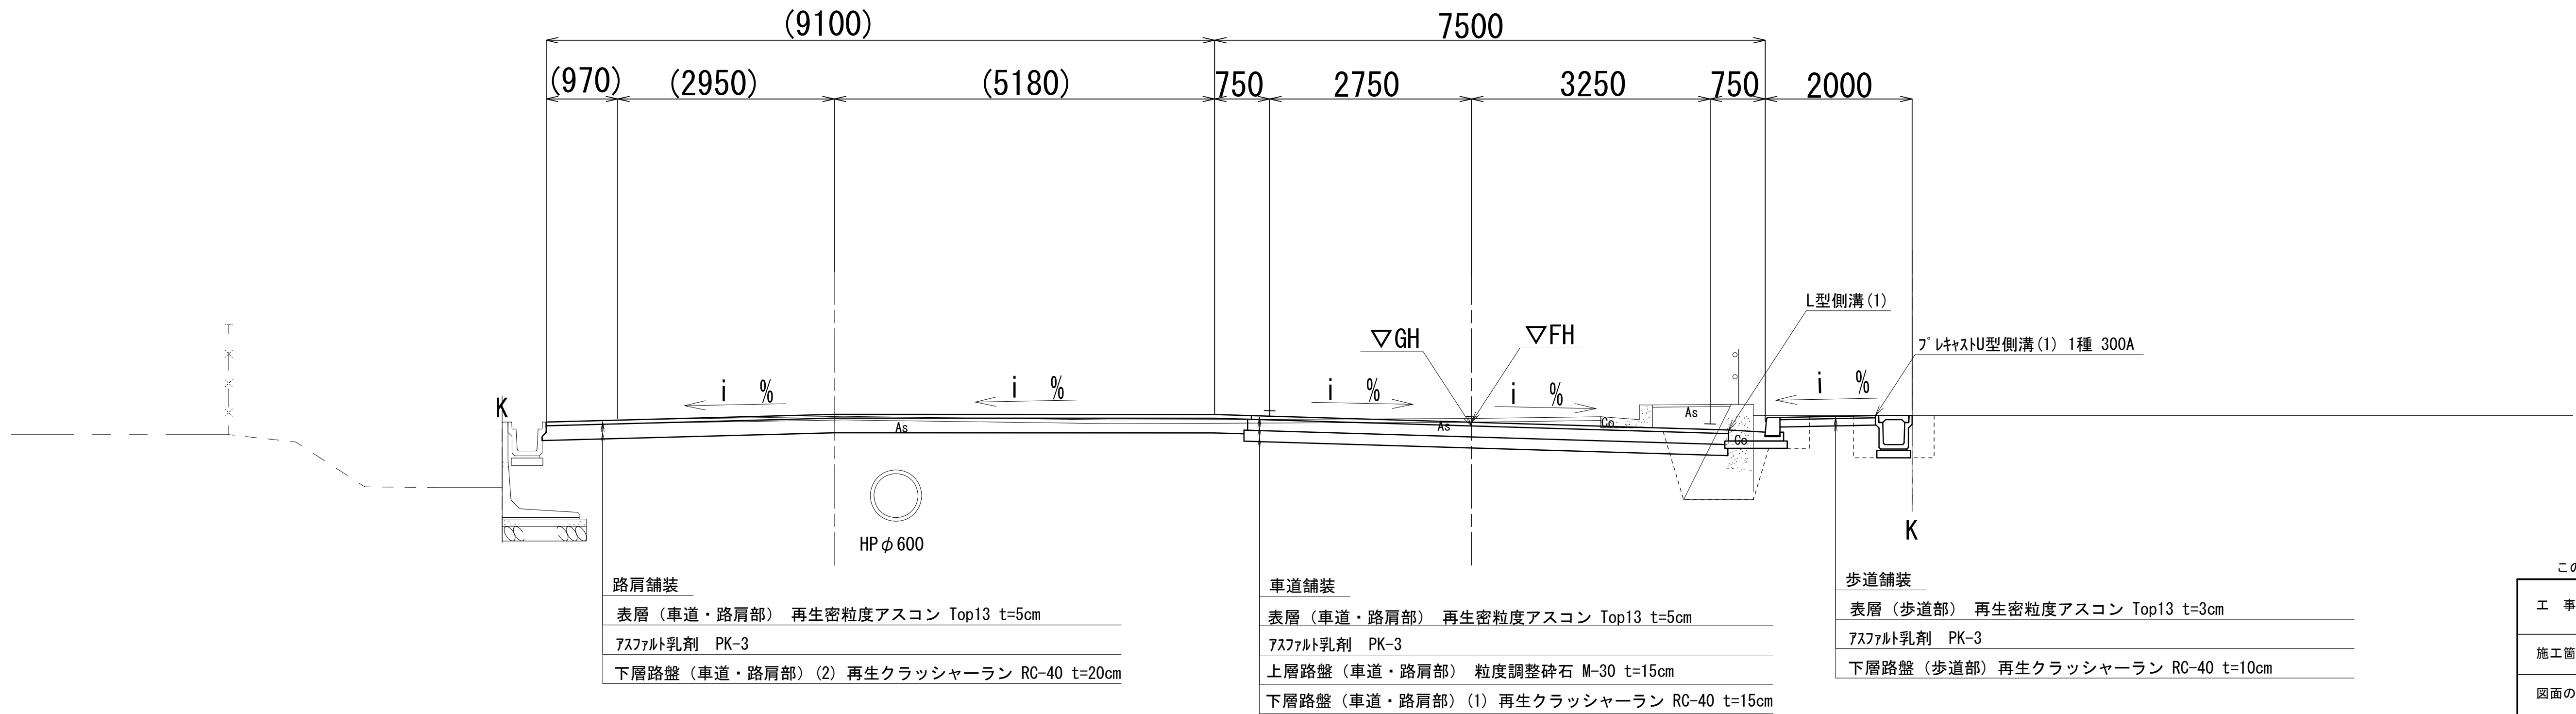 (9100) 7500
(970) (2950) (5180) 750 2750 3250 750 2000
L型側溝(1)
▽GH ▽FH
ﾌﾟﾚｷｬｽﾄU型側溝(1) 1種 300A
i % i % i % i % i %
K
As As Co As Co
K
HPφ600
路肩舗装
表層（車道・路肩部） 再生密粒度アスコン Top13 t=5cm
ｱｽﾌｧﾙﾄ乳剤 PK-3
下層路盤（車道・路肩部）(2) 再生クラッシャーラン RC-40 t=20cm
車道舗装
表層（車道・路肩部） 再生密粒度アスコン Top13 t=5cm
ｱｽﾌｧﾙﾄ乳剤 PK-3
上層路盤（車道・路肩部） 粒度調整砕石 M-30 t=15cm
下層路盤（車道・路肩部）(1) 再生クラッシャーラン RC-40 t=15cm
歩道舗装
表層（歩道部） 再生密粒度アスコン Top13 t=3cm
ｱｽﾌｧﾙﾄ乳剤 PK-3
下層路盤（歩道部）再生クラッシャーラン RC-40 t=10cm
この
工 事
施工箇
図面の